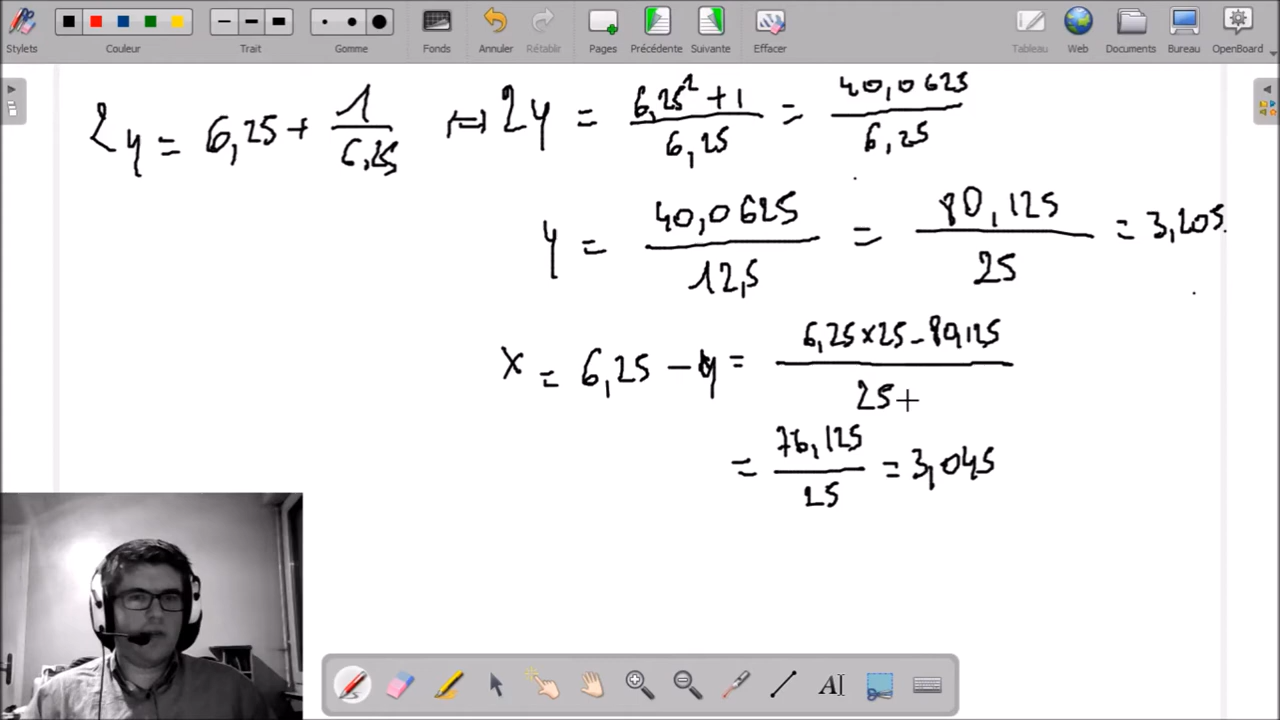 Stylets Couleur Trait Gomme Fonds Annuler Rétablir Pages Précédente Suivante Effacer Tableau Web Documents Bureau OpenBoard
2y = 6,25 + 1/6,25 ⟺ 2y = (6,25² + 1)/6,25 = 40,0625/6,25
y = 40,0625/12,5 = 80,125/25 = 3,205
x = 6,25 - y = (6,25×25 - 80,125)/25
= 76,125/25 = 3,045
AI